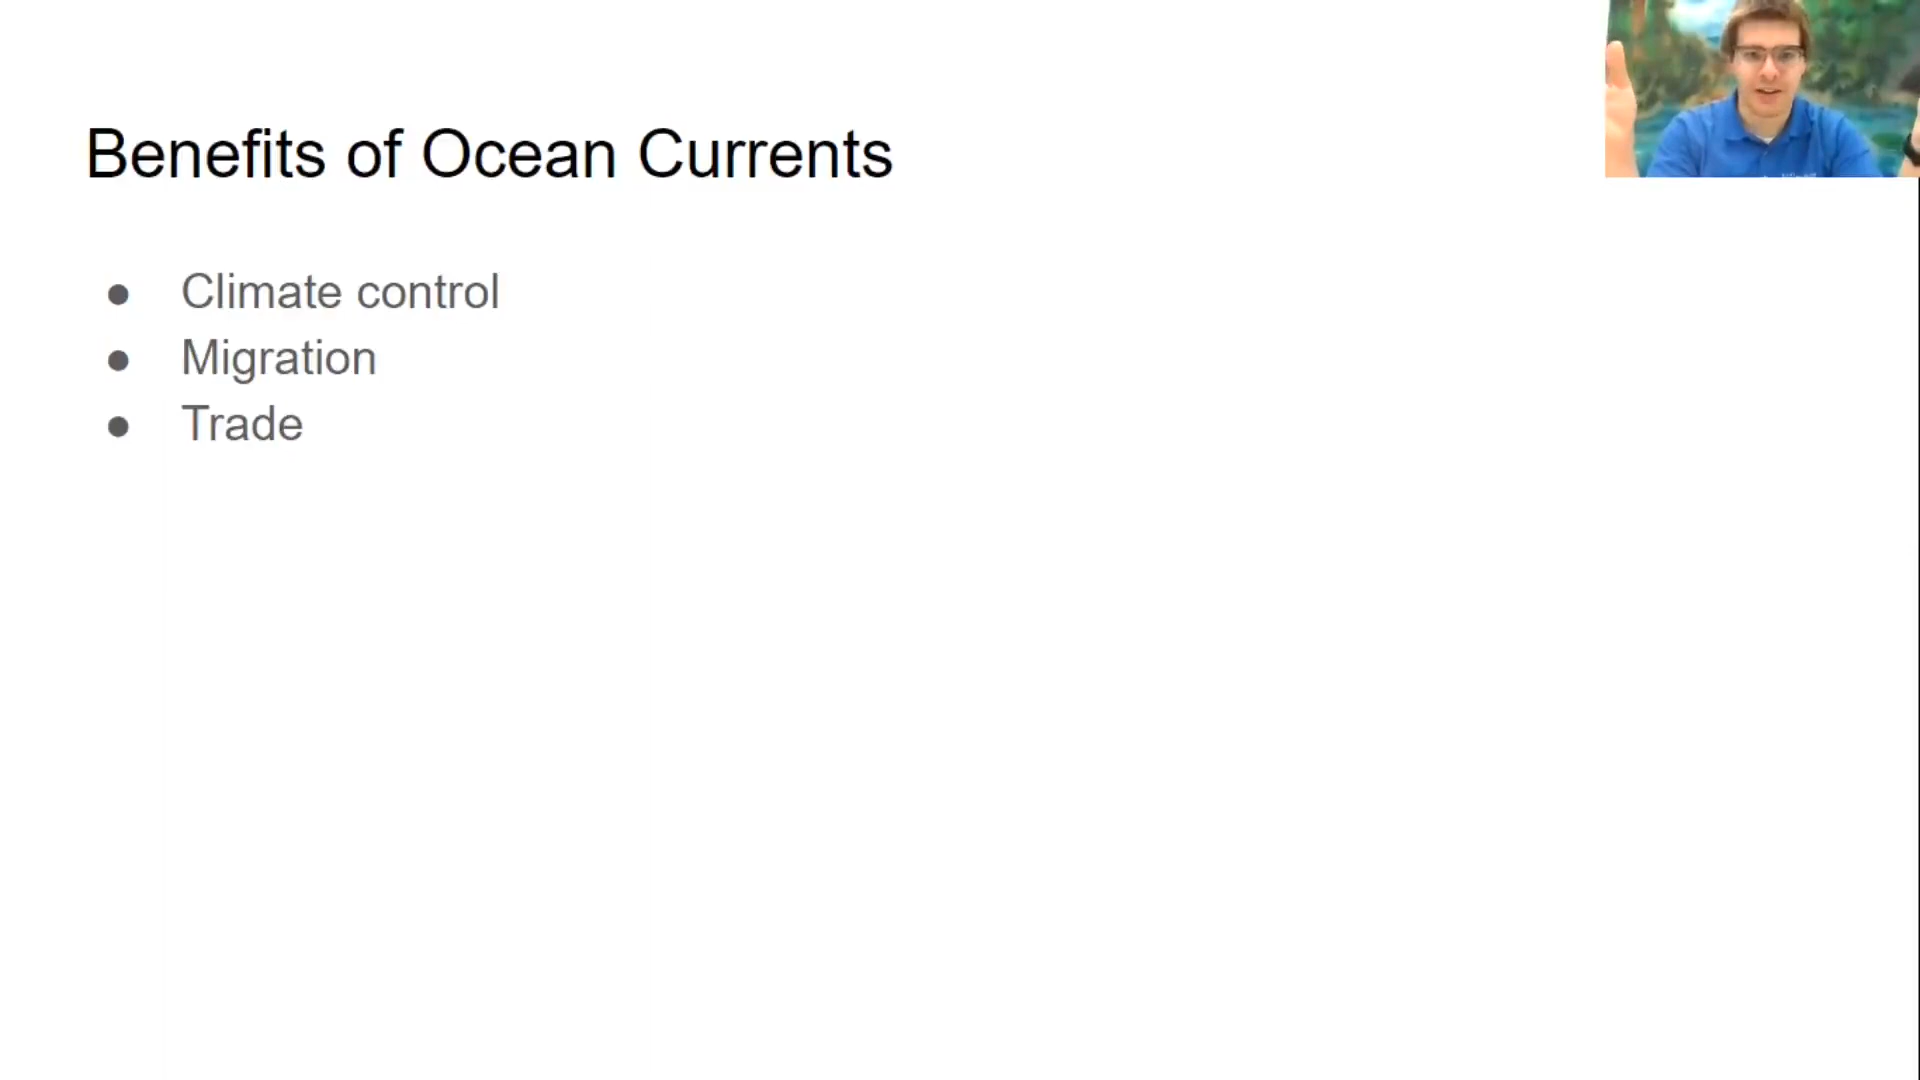 Benefits of Ocean Currents
● Climate control
● Migration
● Trade